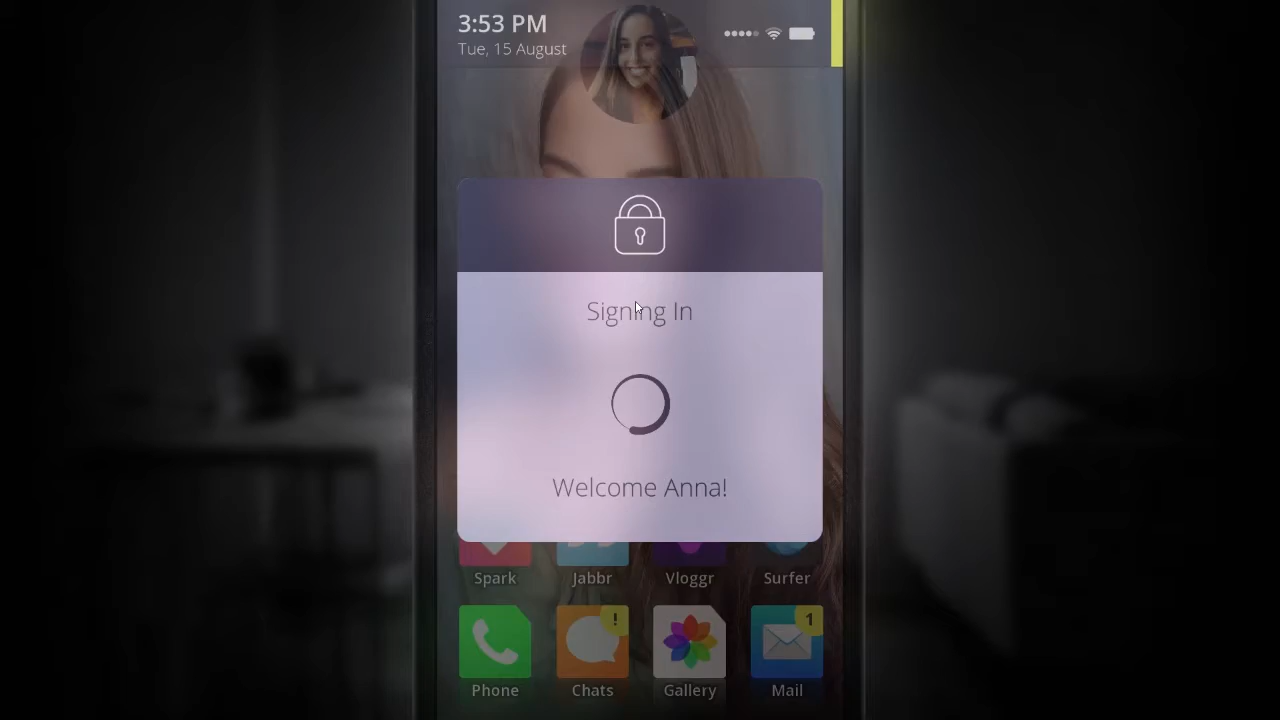 3:53 PM
Tue, 15 August
Signing In
Welcome Anna!
Spark Jabbr Vloggr Surfer
! 1
Phone Chats Gallery Mail